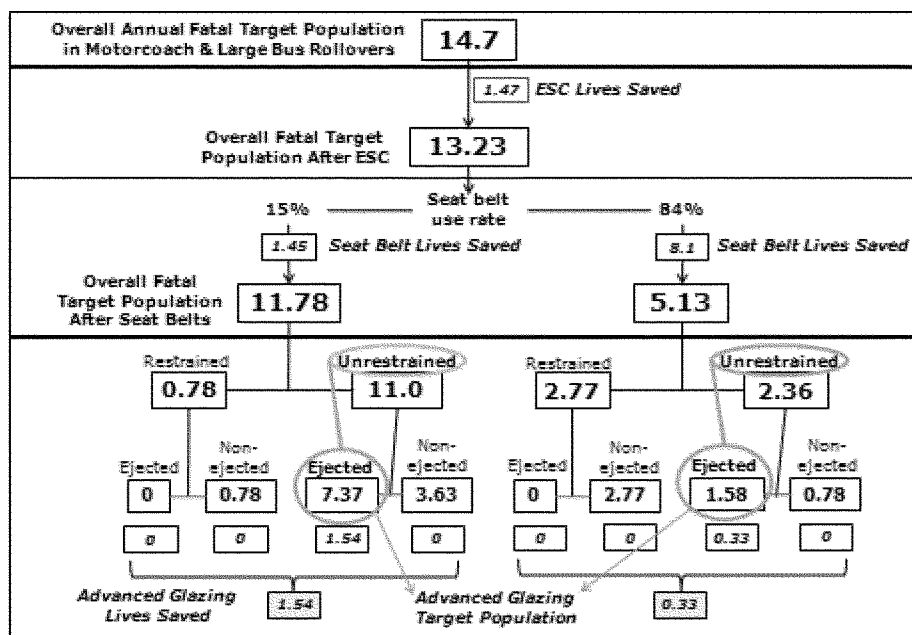 Overall Annual Fatal Target Population
in Motorcoach & Large Bus Rollovers
14.7
1.47 ESC Lives Saved
Overall Fatal Target
Population After ESC
13.23
15% Seat belt use rate 84%
1.45 Seat Belt Lives Saved
8.1 Seat Belt Lives Saved
Overall Fatal
Target Population
After Seat Belts
11.78
5.13
Restrained
0.78
Unrestrained
11.0
Restrained
2.77
Unrestrained
2.36
Ejected
0
0
Non-
ejected
0.78
0
Ejected
7.37
1.54
Non-
ejected
3.63
0
Ejected
0
0
Non-
ejected
2.77
0
Ejected
1.58
0.33
Non-
ejected
0.78
0
Advanced Glazing
Lives Saved
1.54
Advanced Glazing
Target Population
0.33